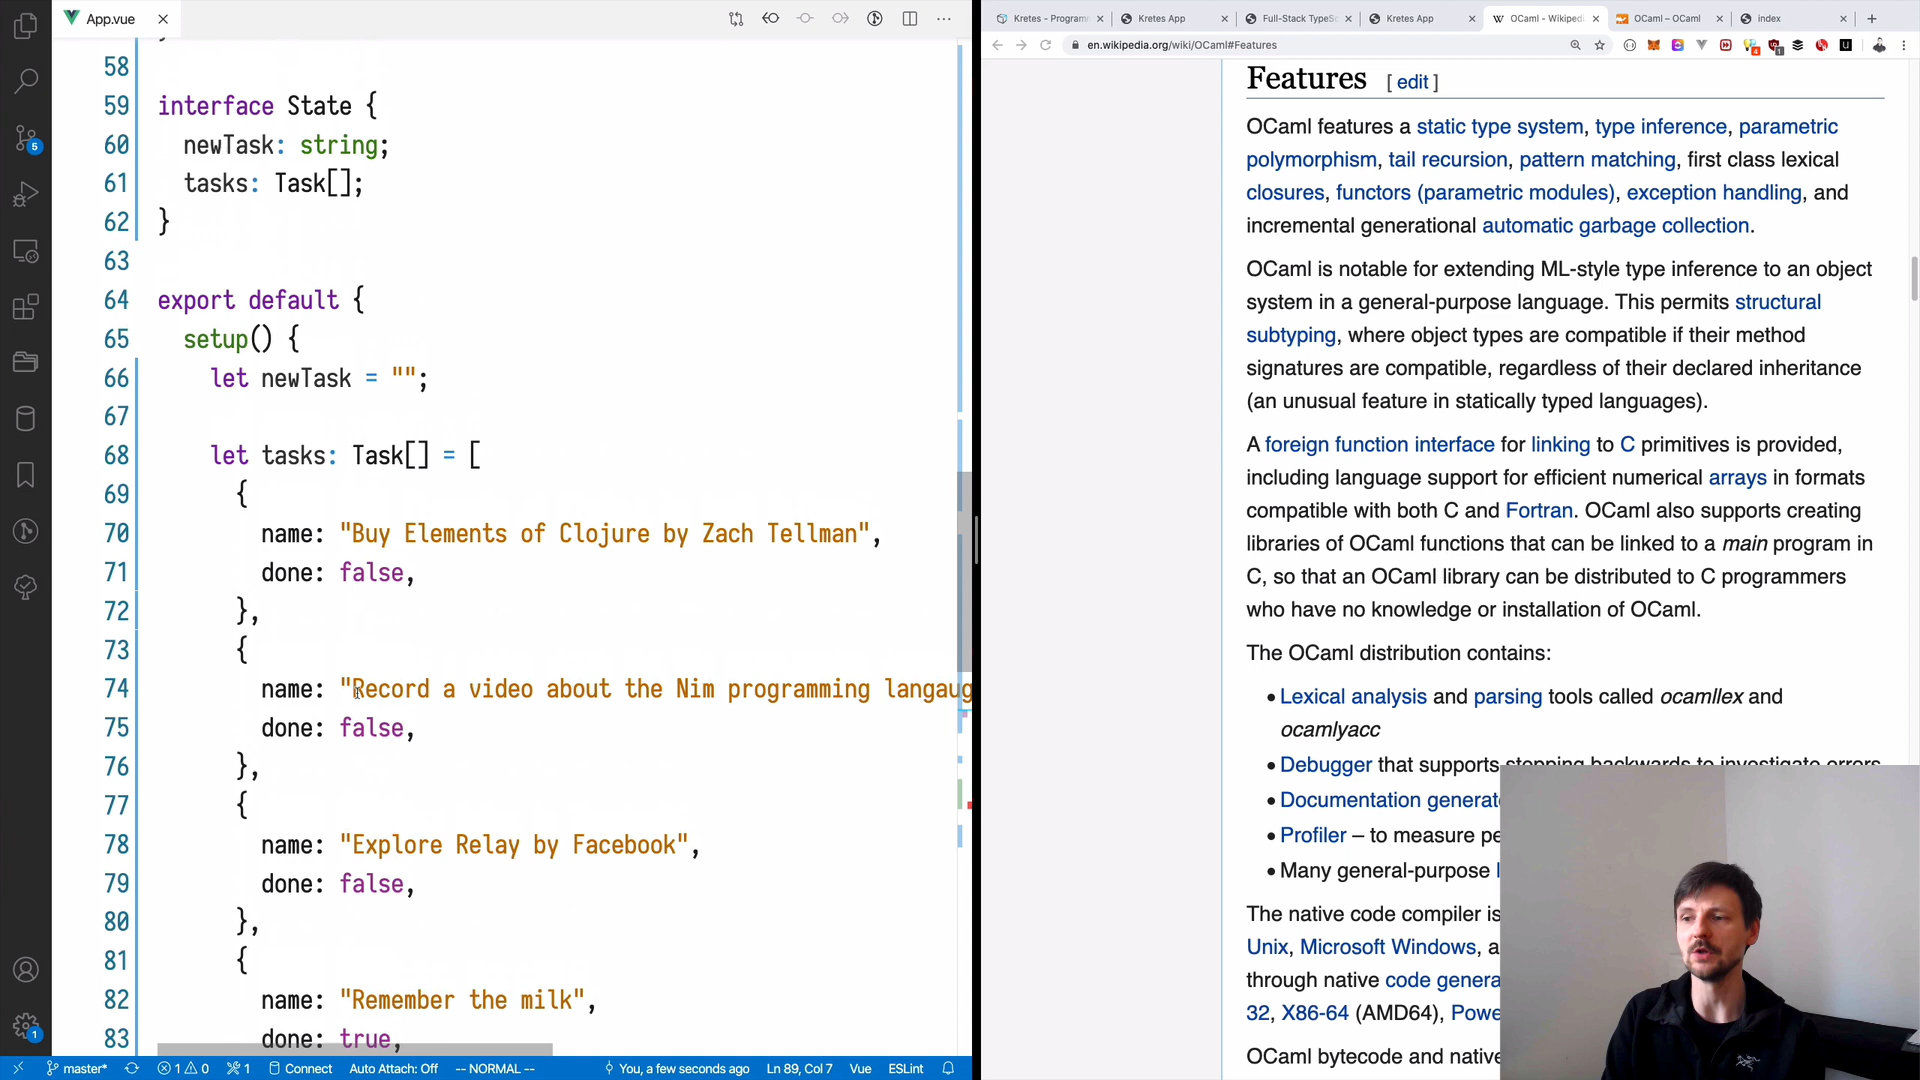 App.vue
58
59 interface State {
60 newTask: string;
61 tasks: Task[];
62 }
63
64 export default {
65 setup() {
66 let newTask = "";
67
68 let tasks: Task[] = [
69 {
70 name: "Buy Elements of Clojure by Zach Tellman",
71 done: false,
72 },
73 {
74 name: "Record a video about the Nim programming langaug
75 done: false,
76 },
77 {
78 name: "Explore Relay by Facebook",
79 done: false,
80 },
81 {
82 name: "Remember the milk",
83 done: true,
5
1
master* 1 0 1 Connect Auto Attach: Off -- NORMAL -- You, a few seconds ago Ln 89, Col 7 Vue ESLint
Kretes - Program Kretes App Full-Stack TypeSc Kretes App OCaml - Wikiped OCaml – OCaml index
en.wikipedia.org/wiki/OCaml#Features
Features [ edit ]
OCaml features a static type system, type inference, parametric
polymorphism, tail recursion, pattern matching, first class lexical
closures, functors (parametric modules), exception handling, and
incremental generational automatic garbage collection.
OCaml is notable for extending ML-style type inference to an object
system in a general-purpose language. This permits structural
subtyping, where object types are compatible if their method
signatures are compatible, regardless of their declared inheritance
(an unusual feature in statically typed languages).
A foreign function interface for linking to C primitives is provided,
including language support for efficient numerical arrays in formats
compatible with both C and Fortran. OCaml also supports creating
libraries of OCaml functions that can be linked to a main program in
C, so that an OCaml library can be distributed to C programmers
who have no knowledge or installation of OCaml.
The OCaml distribution contains:
• Lexical analysis and parsing tools called ocamllex and
ocamlyacc
• Debugger that supports stepping backwards to investigate errors
• Documentation generat
• Profiler – to measure pe
• Many general-purpose l
The native code compiler is
Unix, Microsoft Windows, a
through native code genera
32, X86-64 (AMD64), Powe
OCaml bytecode and native